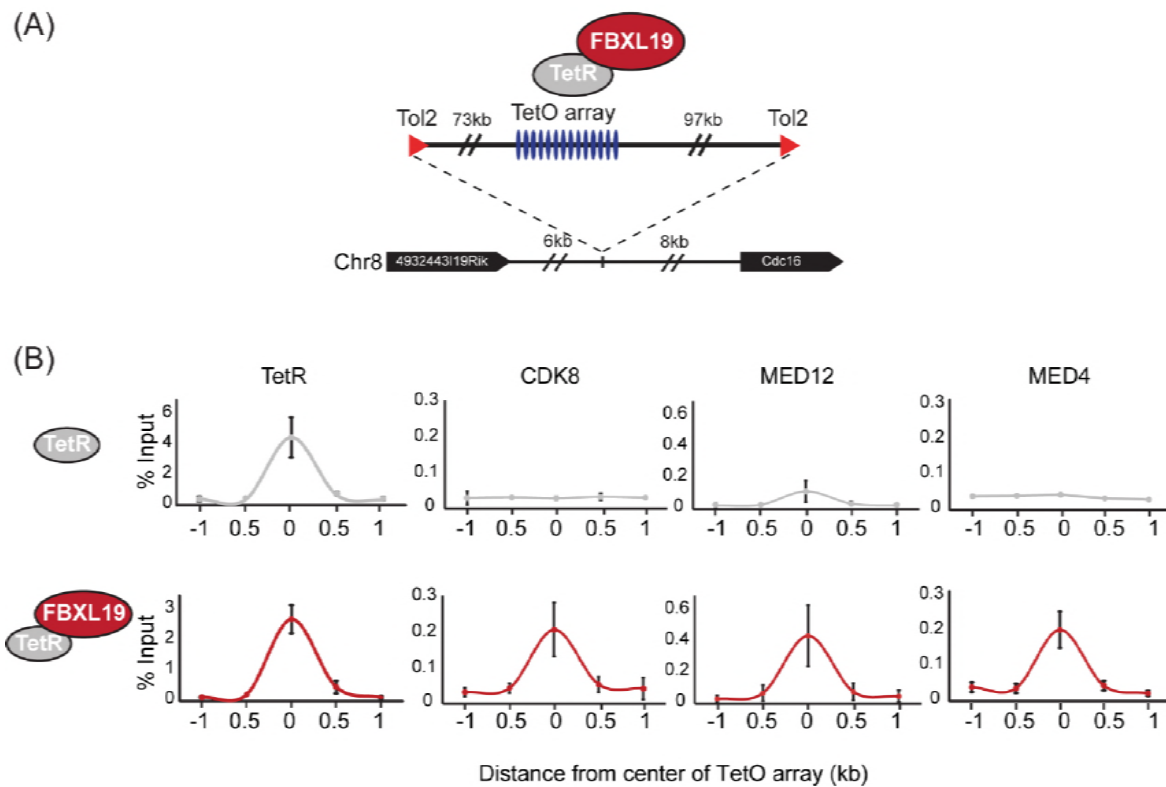 (A)
FBXL19
TetR
TetO array
Tol2 73kb 97kb Tol2
6kb 8kb
Chr8 4932443I19Rik Cdc16
(B)
TetR CDK8 MED12 MED4
TetR
% Input
6
4
2
0
-1 0.5 0 0.5 1
0.3
0.2
0.1
0
-1 0.5 0 0.5 1
0.6
0.4
0.2
0
-1 0.5 0 0.5 1
0.3
0.2
0.1
0
-1 0.5 0 0.5 1
FBXL19
TetR
% Input
3
2
1
0
-1 0.5 0 0.5 1
0.3
0.2
0.1
0
-1 0.5 0 0.5 1
0.6
0.4
0.2
0
-1 0.5 0 0.5 1
0.3
0.2
0.1
0
-1 0.5 0 0.5 1
Distance from center of TetO array (kb)